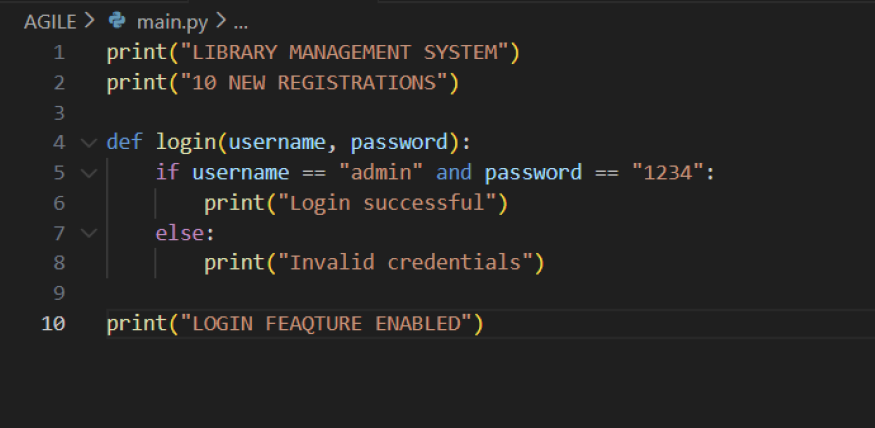 AGILE > main.py > ...
1 print("LIBRARY MANAGEMENT SYSTEM")
2 print("10 NEW REGISTRATIONS")
3
4 def login(username, password):
5     if username == "admin" and password == "1234":
6         print("Login successful")
7     else:
8         print("Invalid credentials")
9
10 print("LOGIN FEAQTURE ENABLED")